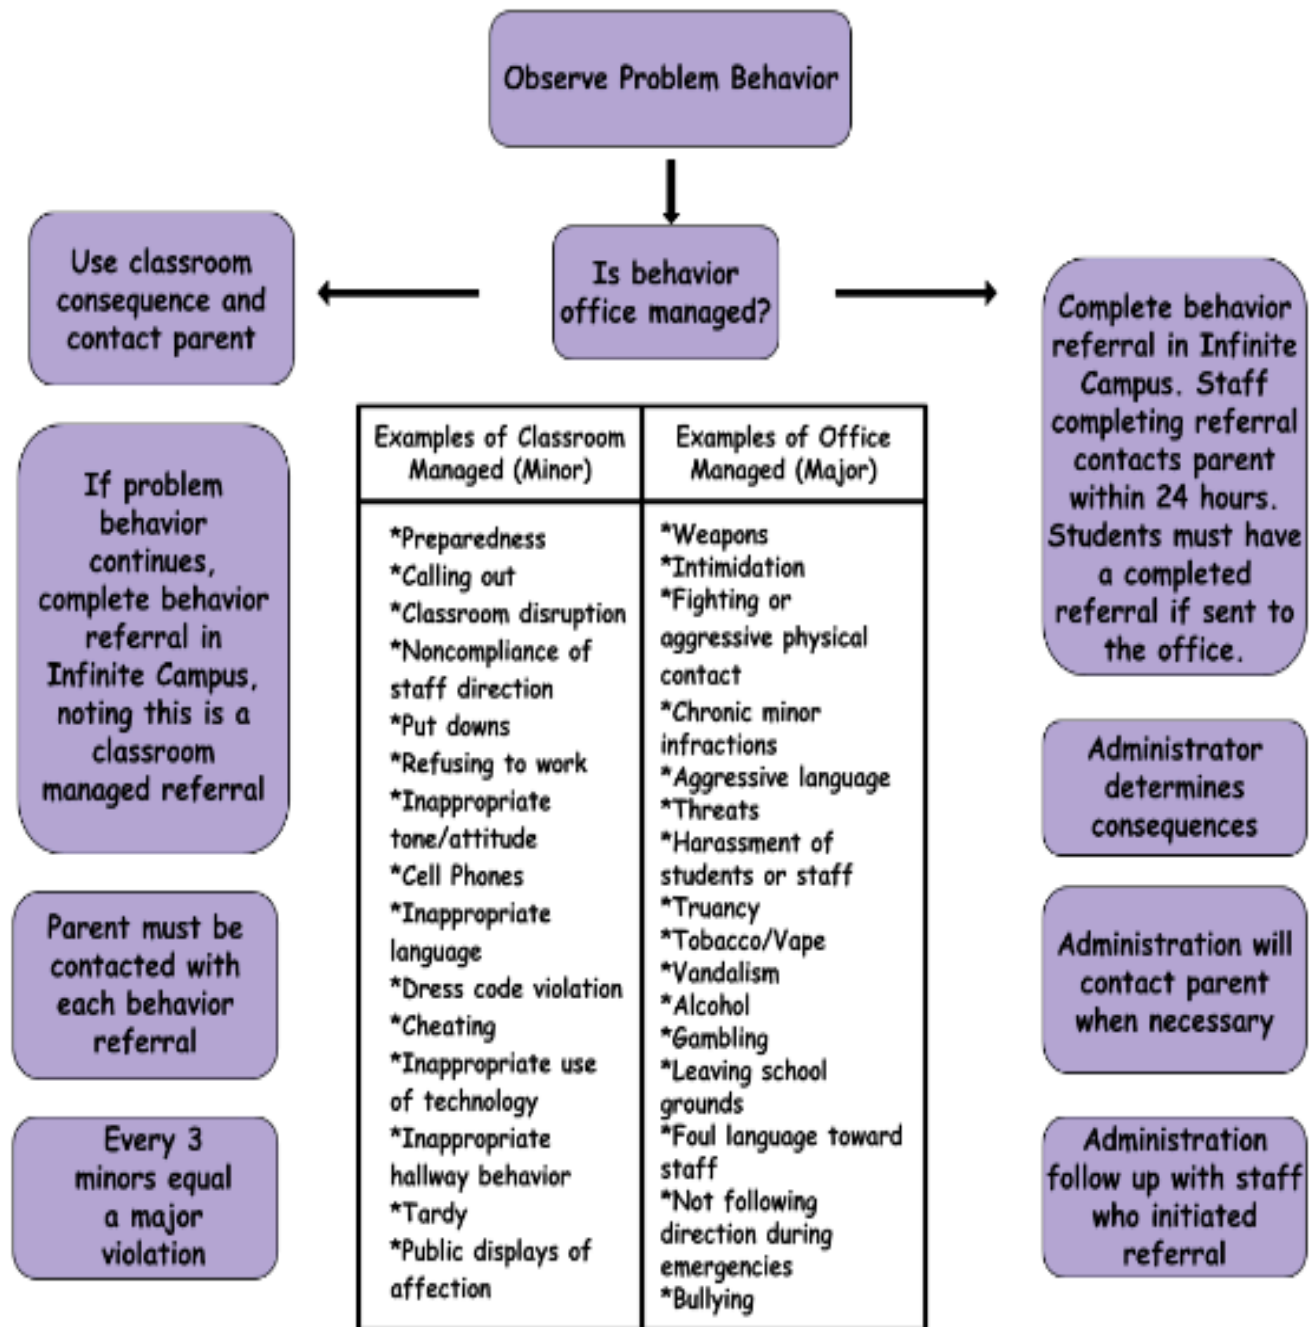 Observe Problem Behavior
Is behavior
office managed?
Use classroom
consequence and
contact parent
If problem
behavior
continues,
complete behavior
referral in
Infinite Campus,
noting this is a
classroom
managed referral
Parent must be
contacted with
each behavior
referral
Every 3
minors equal
a major
violation
Examples of Classroom
Managed (Minor)
*Preparedness
*Calling out
*Classroom disruption
*Noncompliance of
staff direction
*Put downs
*Refusing to work
*Inappropriate
tone/attitude
*Cell Phones
*Inappropriate
language
*Dress code violation
*Cheating
*Inappropriate use
of technology
*Inappropriate
hallway behavior
*Tardy
*Public displays of
affection
Examples of Office
Managed (Major)
*Weapons
*Intimidation
*Fighting or
aggressive physical
contact
*Chronic minor
infractions
*Aggressive language
*Threats
*Harassment of
students or staff
*Truancy
*Tobacco/Vape
*Vandalism
*Alcohol
*Gambling
*Leaving school
grounds
*Foul language toward
staff
*Not following
direction during
emergencies
*Bullying
Complete behavior
referral in Infinite
Campus. Staff
completing referral
contacts parent
within 24 hours.
Students must have
a completed
referral if sent to
the office.
Administrator
determines
consequences
Administration will
contact parent
when necessary
Administration
follow up with staff
who initiated
referral